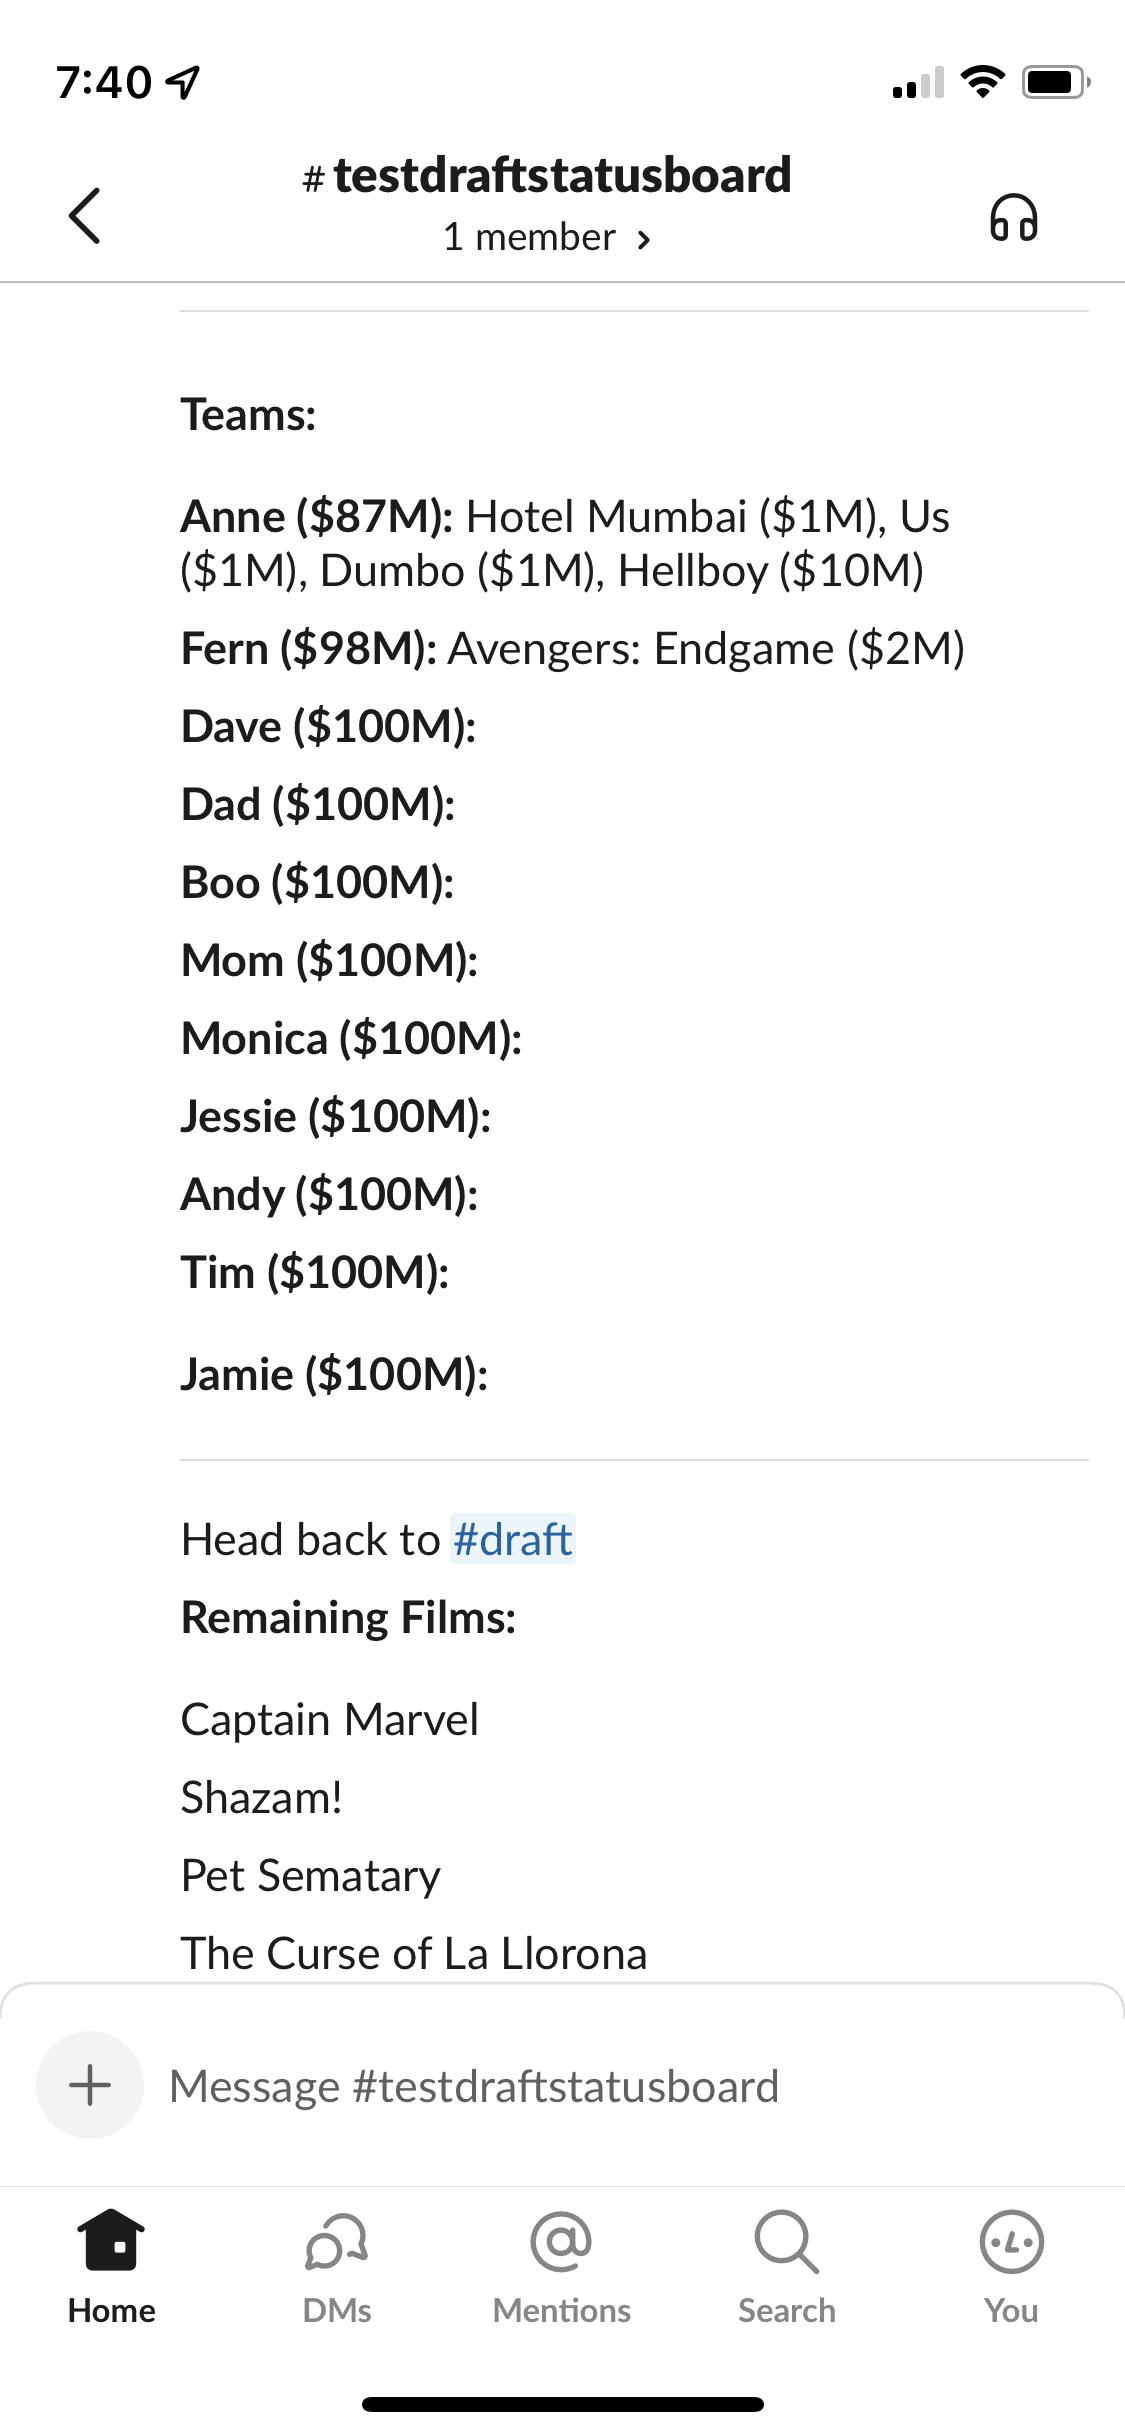 7:40
# testdraftstatusboard
1 member >
Teams:
Anne ($87M): Hotel Mumbai ($1M), Us
($1M), Dumbo ($1M), Hellboy ($10M)
Fern ($98M): Avengers: Endgame ($2M)
Dave ($100M):
Dad ($100M):
Boo ($100M):
Mom ($100M):
Monica ($100M):
Jessie ($100M):
Andy ($100M):
Tim ($100M):
Jamie ($100M):
Head back to #draft
Remaining Films:
Captain Marvel
Shazam!
Pet Sematary
The Curse of La Llorona
Message #testdraftstatusboard
Home DMs Mentions Search You